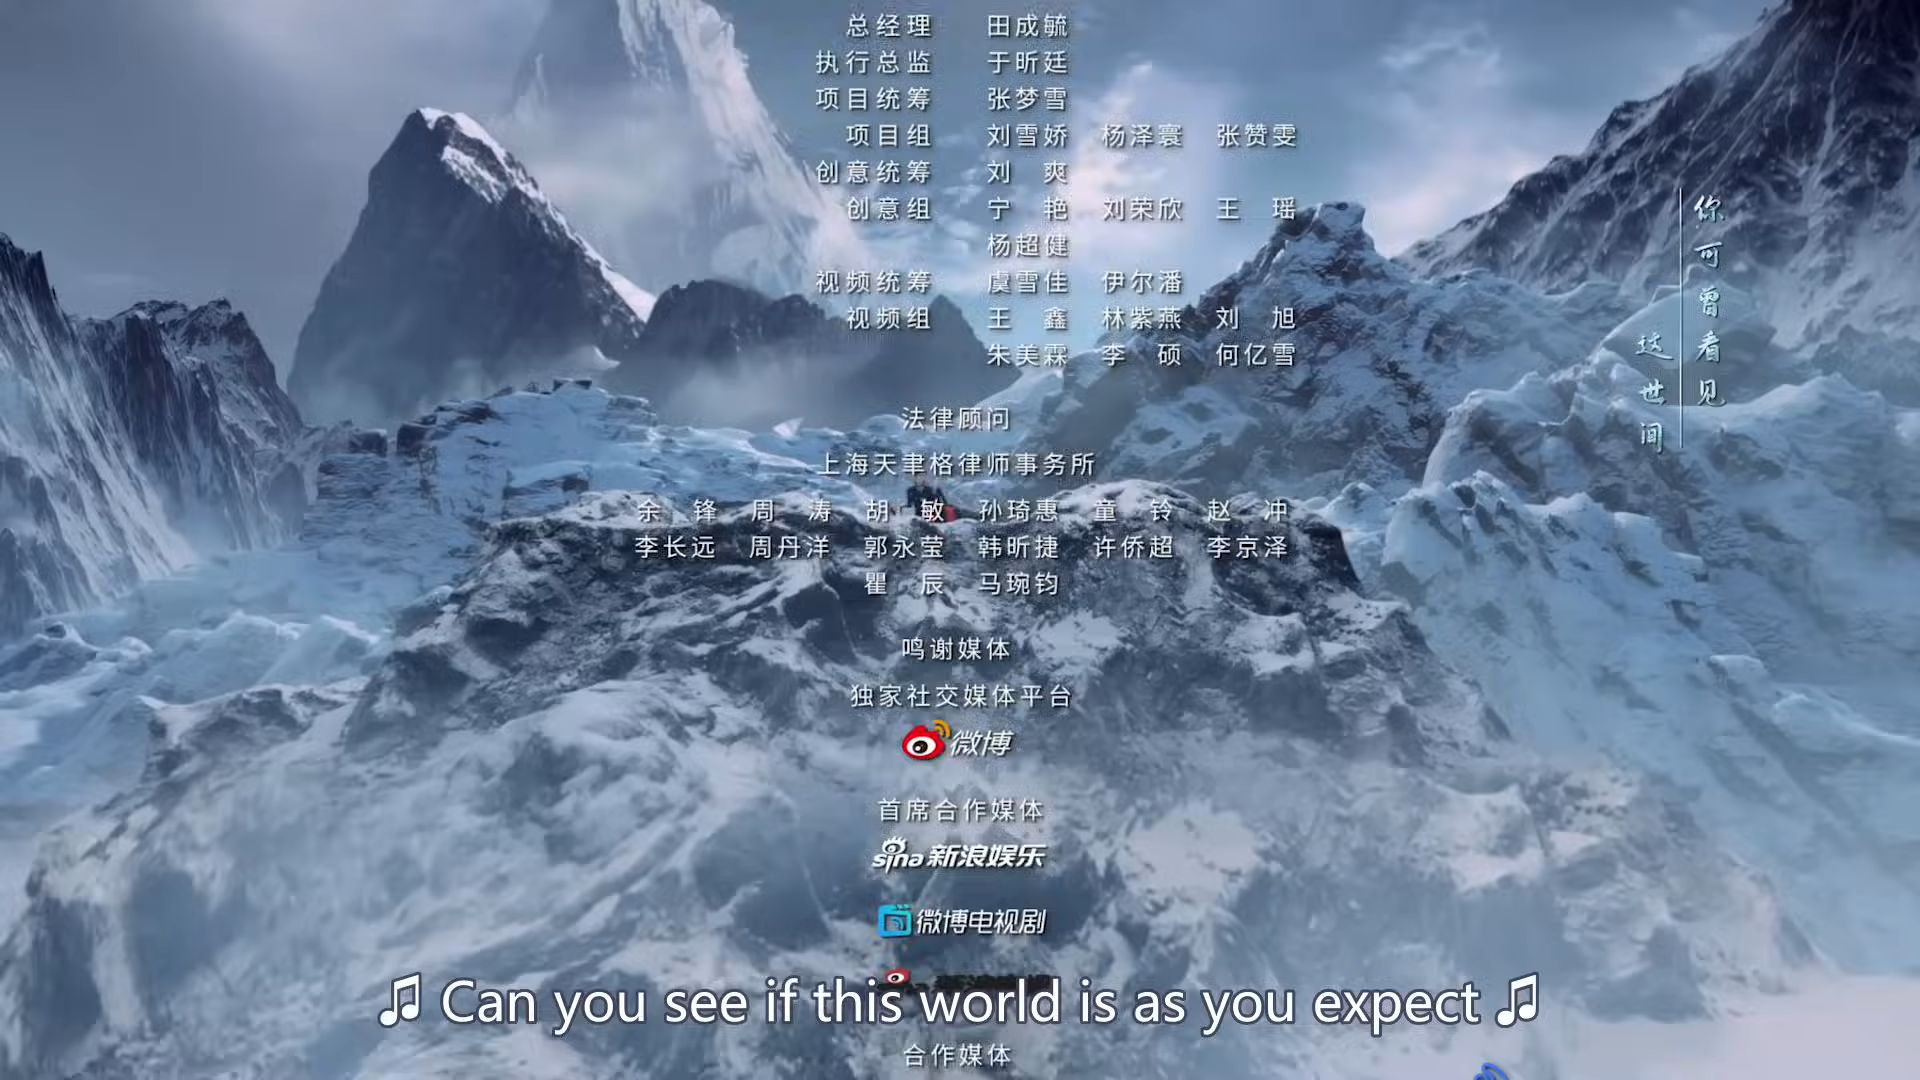 总经理 田成毓
执行总监 于昕廷
项目统筹 张梦雪
项目组 刘雪娇 杨泽寰 张赞雯
创意统筹 刘 爽
创意组 宁 艳 刘荣欣 王 瑶
杨超健
视频统筹 虞雪佳 伊尔潘
视频组 王 鑫 林紫燕 刘 旭
朱美霖 李 硕 何亿雪
法律顾问
上海天聿格律师事务所
余 锋 周 涛 胡 敏 孙琦惠 童 铃 赵 冲
李长远 周丹洋 郭永莹 韩昕捷 许侨超 李京泽
瞿 辰 马琬钧
鸣谢媒体
独家社交媒体平台
微博
首席合作媒体
sina新浪娱乐
微博电视剧
♫ Can you see if this world is as you expect ♫
合作媒体
你可曾看见
这世间